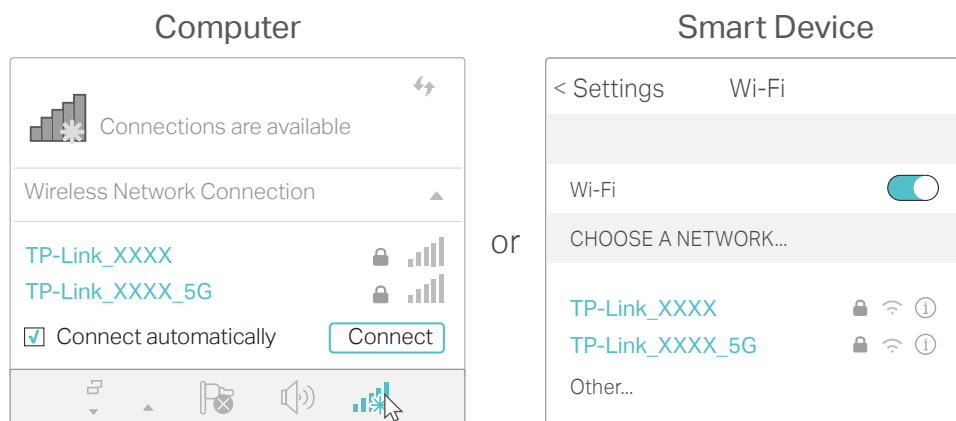 Computer
Connections are available
Wireless Network Connection
TP-Link_XXXX
TP-Link_XXXX_5G
Connect automatically
Connect
or
Smart Device
< Settings Wi-Fi
Wi-Fi
CHOOSE A NETWORK...
TP-Link_XXXX
TP-Link_XXXX_5G
Other...